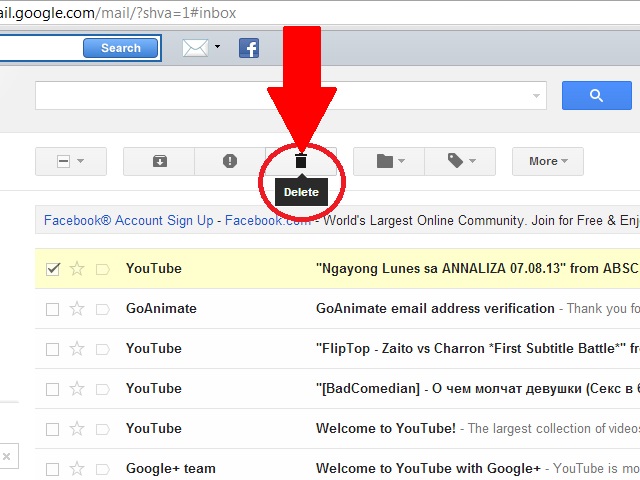 ail.google.com/mail/?shva=1#inbox
Search
More
Delete
Facebook® Account Sign Up - Facebook.com - World's Largest Online Community. Join for Free & Enj
YouTube "Ngayong Lunes sa ANNALIZA 07.08.13" from ABSC
GoAnimate GoAnimate email address verification - Thank you fo
YouTube "FlipTop - Zaito vs Charron *First Subtitle Battle*" fr
YouTube "[BadComedian] - О чем молчат девушки (Секс в б
YouTube Welcome to YouTube! - The largest collection of videos
Google+ team Welcome to YouTube with Google+ - YouTube is mo